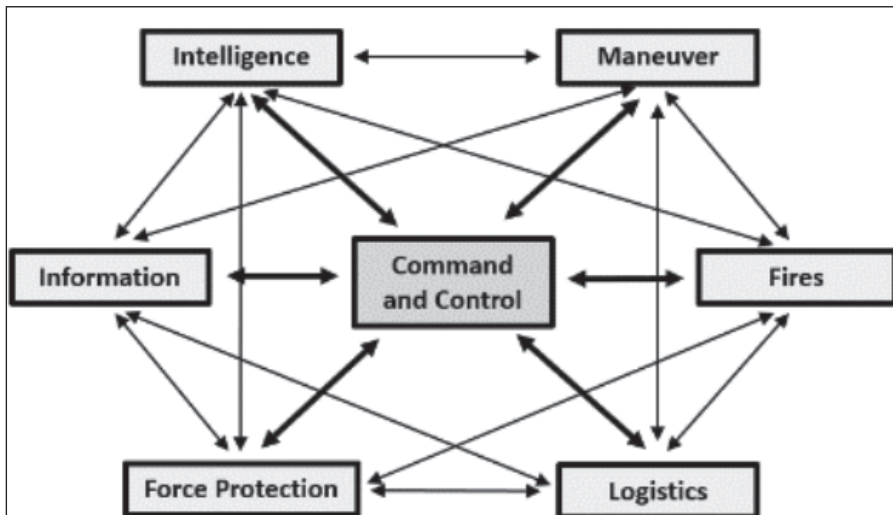 Intelligence
Maneuver
Information
Command
and Control
Fires
Force Protection
Logistics